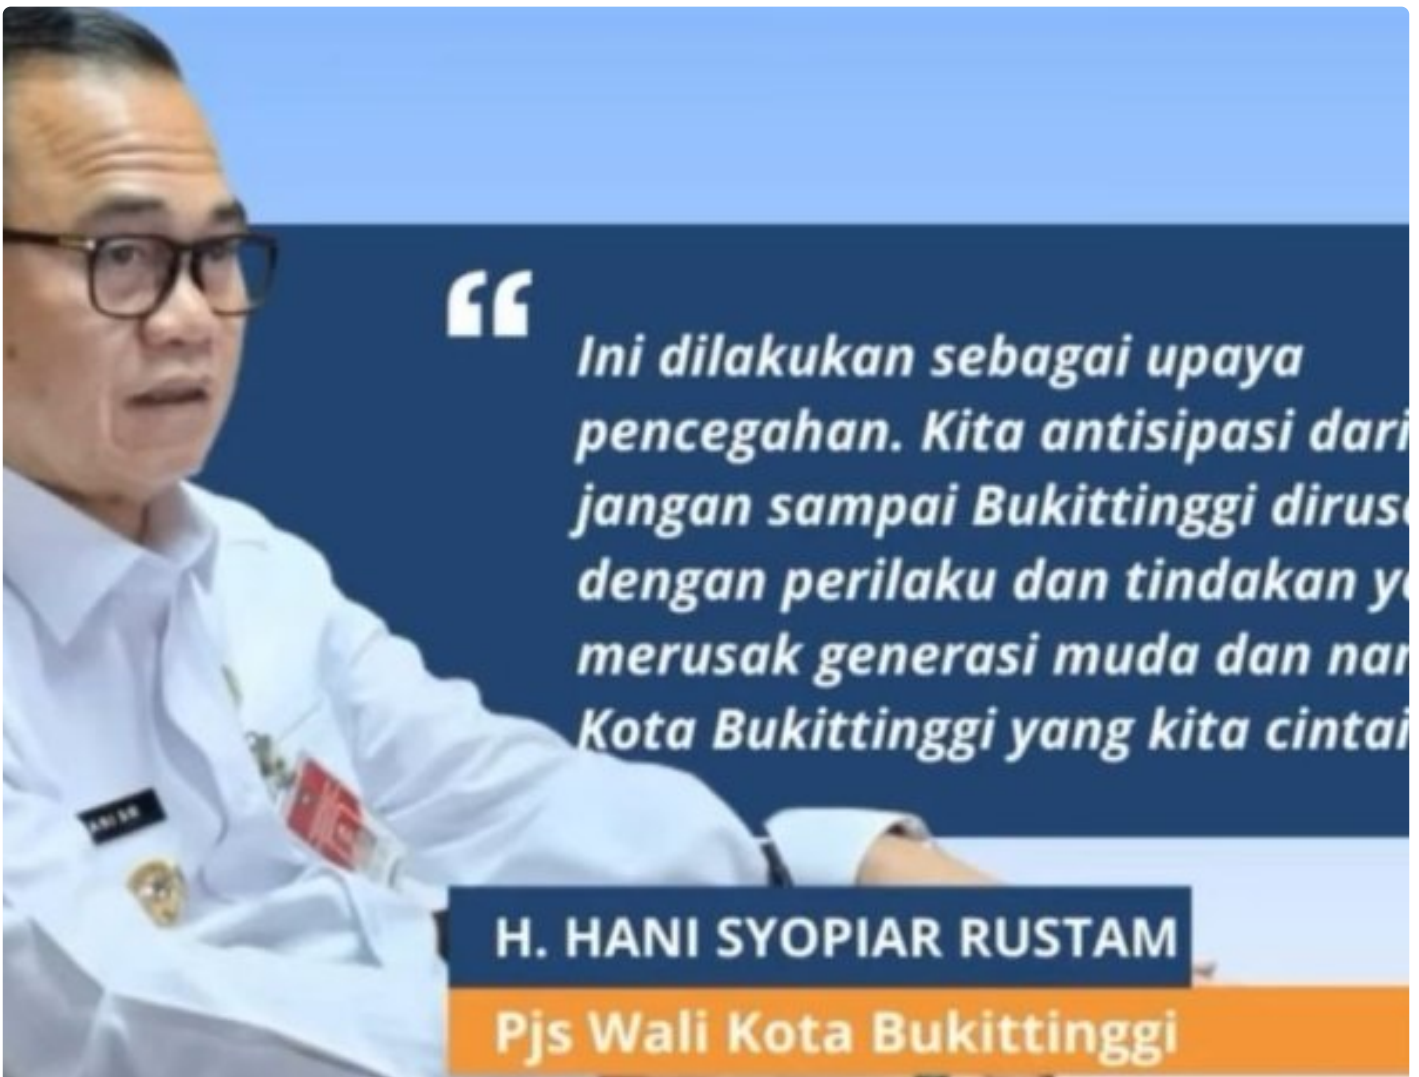 “
Ini dilakukan sebagai upaya
pencegahan. Kita antisipasi dari
jangan sampai Bukittinggi
dengan perilaku dan tindakan
merusak generasi muda dan
Kota Bukittinggi yang kita cintai
H. HANI SYOPIAR RUSTAM
Pjs Wali Kota Bukittinggi